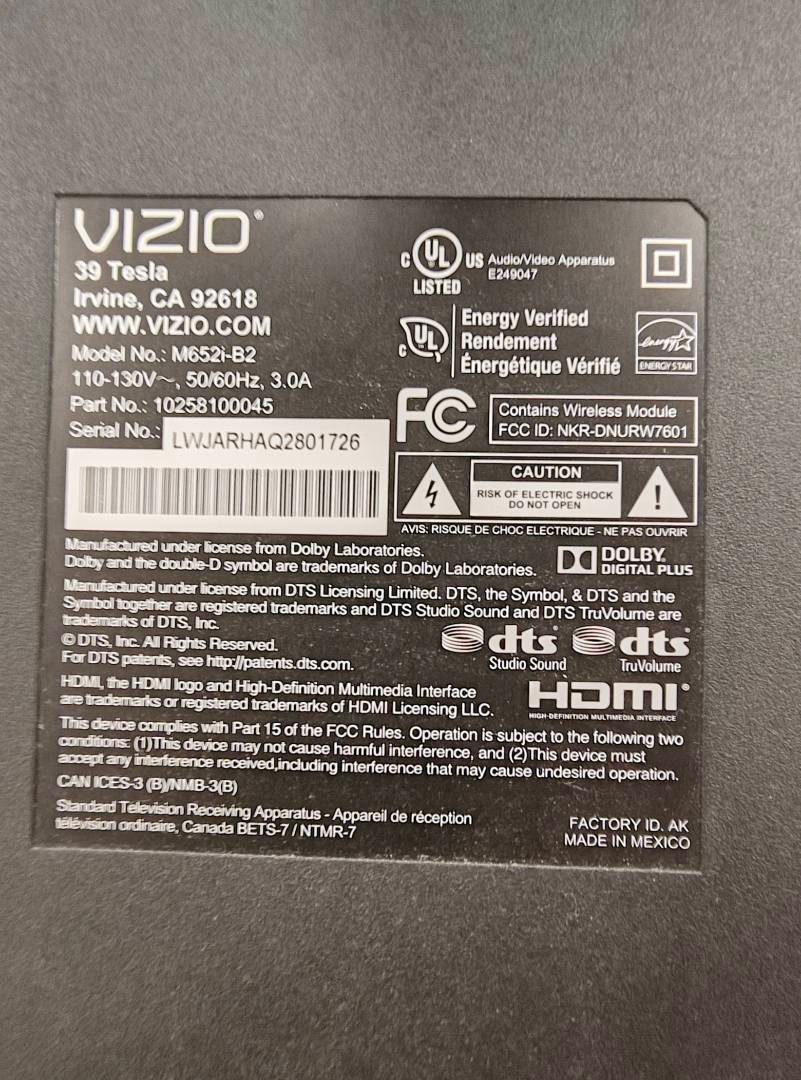 VIZIO®
39 Tesla
Irvine, CA 92618
WWW.VIZIO.COM
Model No.: M652i-B2
110-130V~, 50/60Hz, 3.0A
Part No.: 10258100045
Serial No.: LWJARHAQ2801726
C UL US
LISTED
Audio/Video Apparatus
E249047
C UL
Energy Verified
Rendement
Énergétique Vérifié
energy
ENERGY STAR
FC
Contains Wireless Module
FCC ID: NKR-DNURW7601
CAUTION
RISK OF ELECTRIC SHOCK
DO NOT OPEN
!
AVIS: RISQUE DE CHOC ELECTRIQUE - NE PAS OUVRIR
Manufactured under license from Dolby Laboratories.
Dolby and the double-D symbol are trademarks of Dolby Laboratories.
DOLBY
DIGITAL PLUS
Manufactured under license from DTS Licensing Limited. DTS, the Symbol, & DTS and the
Symbol together are registered trademarks and DTS Studio Sound and DTS TruVolume are
trademarks of DTS, Inc.
© DTS, Inc. All Rights Reserved.
For DTS patents, see http://patents.dts.com.
dts
Studio Sound
dts
TruVolume
HDMI, the HDMI logo and High-Definition Multimedia Interface
are trademarks or registered trademarks of HDMI Licensing LLC.
HDMI®
HIGH-DEFINITION MULTIMEDIA INTERFACE
This device complies with Part 15 of the FCC Rules. Operation is subject to the following two
conditions: (1)This device may not cause harmful interference, and (2)This device must
accept any interference received,including interference that may cause undesired operation.
CAN ICES-3 (B)/NMB-3(B)
Standard Television Receiving Apparatus - Appareil de réception
télévision ordinaire, Canada BETS-7 / NTMR-7
FACTORY ID. AK
MADE IN MEXICO